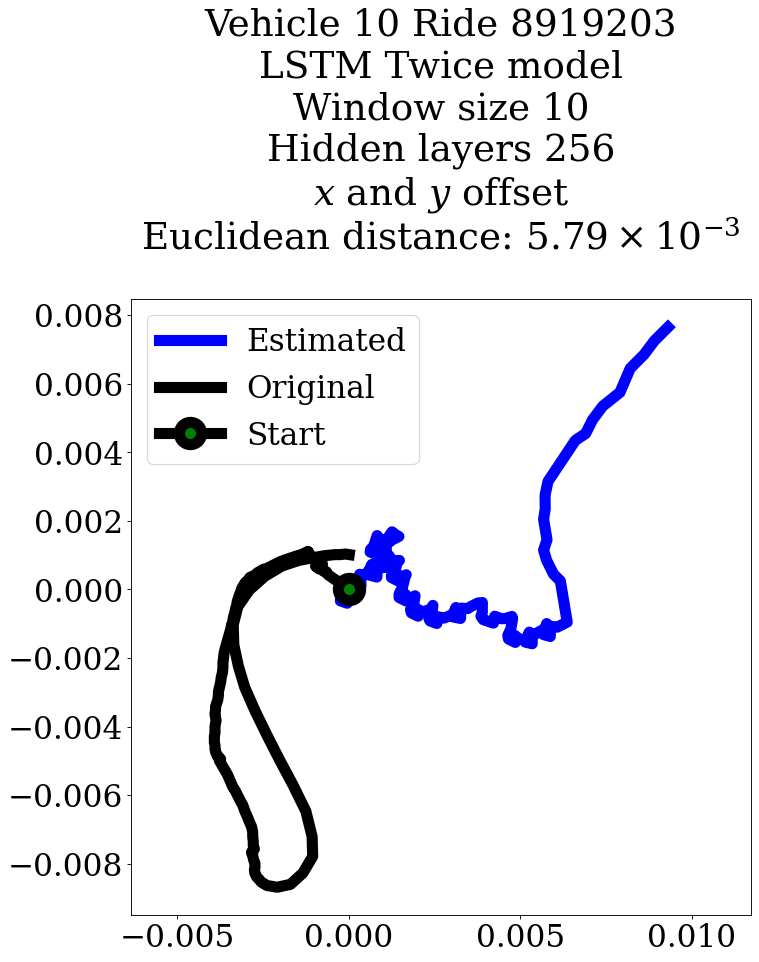 Vehicle 10 Ride 8919203
LSTM Twice model
Window size 10
Hidden layers 256
x and y offset
Euclidean distance: 5.79 × 10⁻³
Estimated
Original
Start
0.008
0.006
0.004
0.002
0.000
−0.002
−0.004
−0.006
−0.008
−0.005 0.000 0.005 0.010